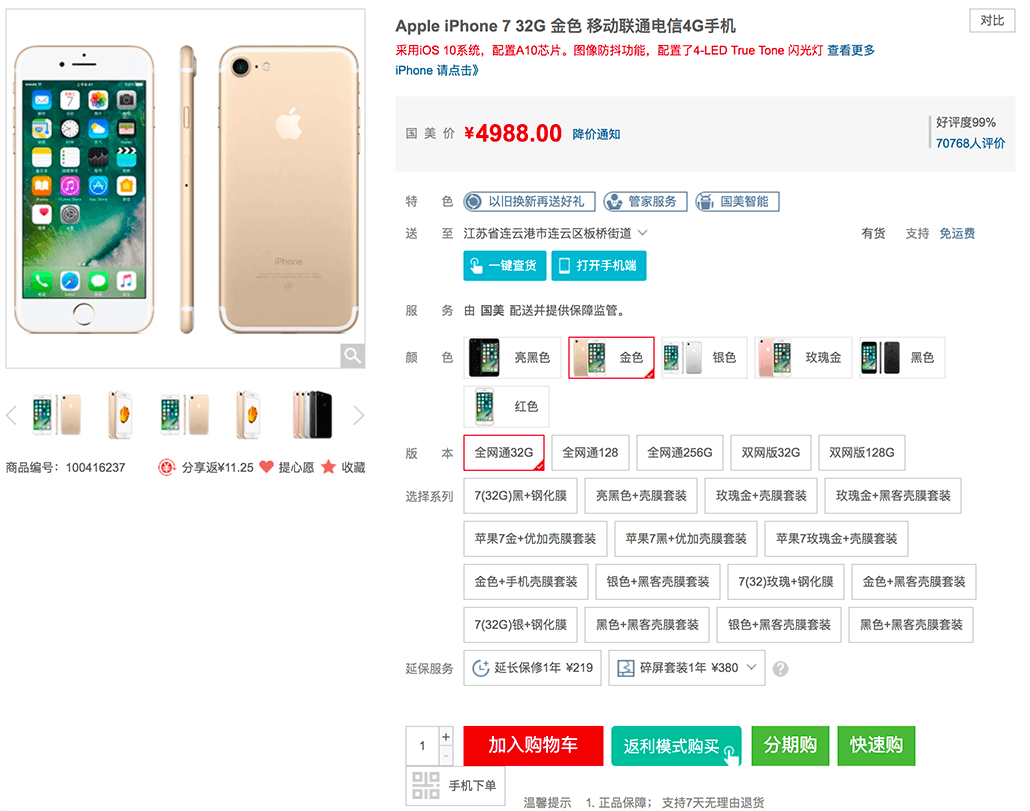 Apple iPhone 7 32G 金色 移动联通电信4G手机
对比
采用iOS 10系统，配置A10芯片。图像防抖功能，配置了4-LED True Tone 闪光灯 查看更多
iPhone 请点击》
国美价 ¥4988.00 降价通知
好评度99%
70768人评价
特色 以旧换新再送好礼 管家服务 国美智能
送至 江苏省连云港市连云区板桥街道 有货 支持 免运费
一键查货 打开手机端
服务 由 国美 配送并提供保障监管。
颜色 亮黑色 金色 银色 玫瑰金 黑色
红色
版本 全网通32G 全网通128 全网通256G 双网版32G 双网版128G
选择系列 7(32G)黑+钢化膜 亮黑色+壳膜套装 玫瑰金+壳膜套装 玫瑰金+黑客壳膜套装
苹果7金+优加壳膜套装 苹果7黑+优加壳膜套装 苹果7玫瑰金+壳膜套装
金色+手机壳膜套装 银色+黑客壳膜套装 7(32)玫瑰+钢化膜 金色+黑客壳膜套装
7(32G)银+钢化膜 黑色+黑客壳膜套装 银色+黑客壳膜套装 黑色+黑客壳膜套装
延保服务 延长保修1年 ¥219 碎屏套装1年 ¥380 ?
1 + - 加入购物车 返利模式购买 分期购 快速购
手机下单
温馨提示 1. 正品保障； 支持7天无理由退货
iPhone
商品编号：100416237 分享返¥11.25 提心愿 收藏